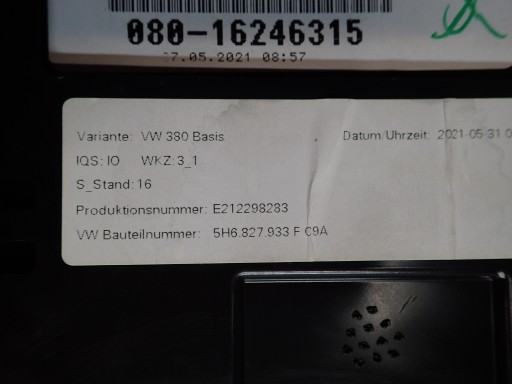 080-16246315
7.05.2021 08:57
Variante: VW 380 Basis Datum/Uhrzeit: 2021-05-31 0
IQS: IO WKZ: 3_1
S_Stand: 16
Produktionsnummer: E212298283
VW Bauteilnummer: 5H6.827.933 F C9A